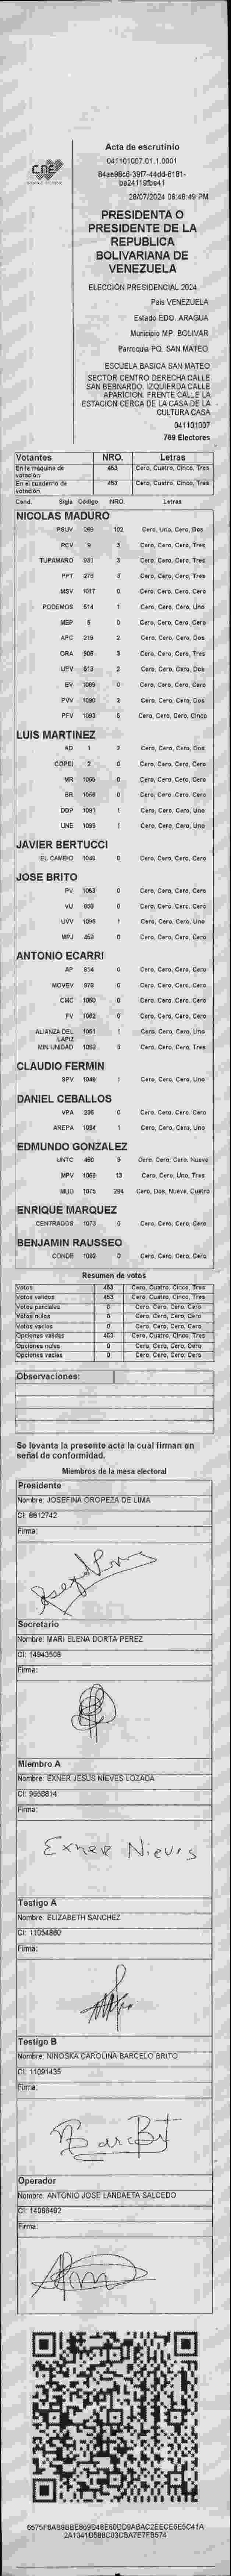 CNE
Acta de escrutinio
041101007.01.1.0001
28/07/2024 06:48:49 PM
PRESIDENTA O
PRESIDENTE DE LA
REPUBLICA
BOLIVARIANA DE
VENEZUELA
ELECCIÓN PRESIDENCIAL 2024
País VENEZUELA
Estado EDO. ARAGUA
Municipio MP. BOLIVAR
Parroquia PQ. SAN MATEO
ESCUELA BASICA SAN MATEO
SECTOR CENTRO DERECHA CALLE
SAN BERNARDO. IZQUIERDA CALLE
APARICION. FRENTE CALLE LA
ESTACION CERCA DE LA CASA DE LA
CULTURA CASA
041101007
769 Electores
Votantes NRO. Letras
En la maquina de
votación
453 Cero, Cuatro, Cinco, Tres
En el cuaderno de
votación
453 Cero, Cuatro, Cinco, Tres
Cand. Sigla Código NRO. Letras
NICOLAS MADURO
PSUV 269 102 Cero, Uno, Cero, Dos
PCV 9 3 Cero, Cero, Cero, Tres
TUPAMARO 931 3 Cero, Cero, Cero, Tres
PPT 276 3 Cero, Cero, Cero, Tres
MSV 1017 0 Cero, Cero, Cero, Cero
PODEMOS 514 1 Cero, Cero, Cero, Uno
MEP 6 0 Cero, Cero, Cero, Cero
APC 219 2 Cero, Cero, Cero, Dos
ORA 906 3 Cero, Cero, Cero, Tres
UPV 613 2 Cero, Cero, Cero, Dos
EV 1099 0 Cero, Cero, Cero, Cero
PVV 1090 2 Cero, Cero, Cero, Dos
PFV 1093 5 Cero, Cero, Cero, Cinco
LUIS MARTINEZ
AD 1 2 Cero, Cero, Cero, Dos
COPEI 2 0 Cero, Cero, Cero, Cero
MR 1065 0 Cero, Cero, Cero, Cero
BR 1066 0 Cero, Cero, Cero, Cero
DDP 1091 1 Cero, Cero, Cero, Uno
UNE 1095 1 Cero, Cero, Cero, Uno
JAVIER BERTUCCI
EL CAMBIO 1049 0 Cero, Cero, Cero, Cero
JOSE BRITO
PV 1053 0 Cero, Cero, Cero, Cero
VU 888 0 Cero, Cero, Cero, Cero
UVV 1096 1 Cero, Cero, Cero, Uno
MPJ 458 0 Cero, Cero, Cero, Cero
ANTONIO ECARRI
AP 814 0 Cero, Cero, Cero, Cero
MOVEV 978 0 Cero, Cero, Cero, Cero
CMC 1060 0 Cero, Cero, Cero, Cero
FV 1062 0 Cero, Cero, Cero, Cero
ALIANZA DEL
LAPIZ
1051 1 Cero, Cero, Cero, Uno
MIN UNIDAD 1089 3 Cero, Cero, Cero, Tres
CLAUDIO FERMIN
SPV 1048 1 Cero, Cero, Cero, Uno
DANIEL CEBALLOS
VPA 236 0 Cero, Cero, Cero, Cero
AREPA 1094 1 Cero, Cero, Cero, Uno
EDMUNDO GONZALEZ
UNTC 460 9 Cero, Cero, Cero, Nueve
MPV 1069 13 Cero, Cero, Uno, Tres
MUD 1075 294 Cero, Dos, Nueve, Cuatro
ENRIQUE MARQUEZ
CENTRADOS 1073 0 Cero, Cero, Cero, Cero
BENJAMIN RAUSSEO
CONDE 1092 0 Cero, Cero, Cero, Cero
Resumen de votos
Votos 453 Cero, Cuatro, Cinco, Tres
Votos validos 453 Cero, Cuatro, Cinco, Tres
Votos parciales 0 Cero, Cero, Cero, Cero
Votos nulos 0 Cero, Cero, Cero, Cero
Votos vacios 0 Cero, Cero, Cero, Cero
Opciones validas 453 Cero, Cuatro, Cinco, Tres
Opciones nulas 0 Cero, Cero, Cero, Cero
Opciones vacias 0 Cero, Cero, Cero, Cero
Observaciones:
Se levanta la presente acta la cual firman en
señal de conformidad.
Miembros de la mesa electoral
Presidente
Nombre: JOSEFINA OROPEZA DE LIMA
CI: 8812742
Firma:
Secretario
Nombre: MARI ELENA DORTA PEREZ
CI: 14943508
Firma:
Miembro A
Nombre: EXNER JESUS NIEVES LOZADA
CI: 9658814
Firma:
Exner Nieves
Testigo A
Nombre: ELIZABETH SANCHEZ
CI: 11054860
Firma:
Testigo B
Nombre: NINOSKA CAROLINA BARCELO BRITO
CI: 11091435
Firma:
Operador
Nombre: ANTONIO JOSE LANDAETA SALCEDO
CI: 14086492
Firma: